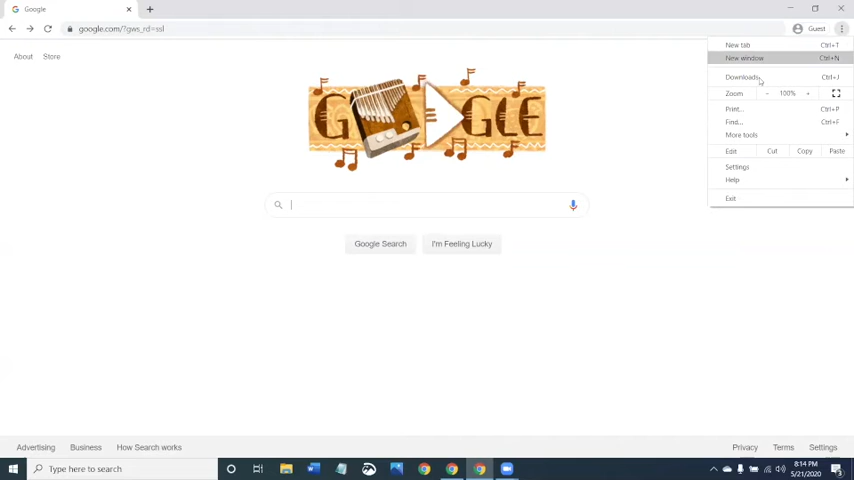 Google
google.com/?gws_rd=ssl
Guest
About Store
New tab Ctrl+T
New window Ctrl+N
Downloads Ctrl+J
Zoom - 100% +
Print... Ctrl+P
Find... Ctrl+F
More tools
Edit Cut Copy Paste
Settings
Help
Exit
G GLE
Google Search I'm Feeling Lucky
Advertising Business How Search works Privacy Terms Settings
Type here to search
8:14 PM
5/21/2020
3